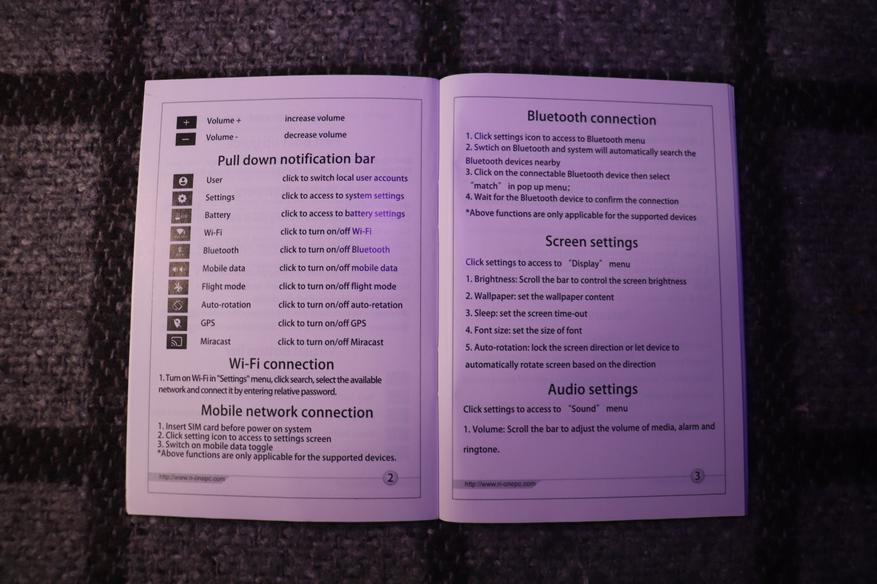 Volume + increase volume
Volume - decrease volume
Pull down notification bar
User click to switch local user accounts
Settings click to access to system settings
Battery click to access to battery settings
Wi-Fi click to turn on/off Wi-Fi
Bluetooth click to turn on/off Bluetooth
Mobile data click to turn on/off mobile data
Flight mode click to turn on/off flight mode
Auto-rotation click to turn on/off auto-rotation
GPS click to turn on/off GPS
Miracast click to turn on/off Miracast
Wi-Fi connection
1. Turn on Wi-Fi in "Settings" menu, click search, select the available
network and connect it by entering relative password.
Mobile network connection
1. Insert SIM card before power on system
2. Click setting icon to access to settings screen
3. Switch on mobile data toggle
*Above functions are only applicable for the supported devices.
http://www.n-onepc.com
2
Bluetooth connection
1. Click settings icon to access to Bluetooth menu
2. Swtich on Bluetooth and system will automatically search the
Bluetooth devices nearby
3. Click on the connectable Bluetooth device then select
"match" in pop up menu;
4. Wait for the Bluetooth device to confirm the connection
*Above functions are only applicable for the supported devices
Screen settings
Click settings to access to "Display" menu
1. Brightness: Scroll the bar to control the screen brightness
2. Wallpaper: set the wallpaper content
3. Sleep: set the screen time-out
4. Font size: set the size of font
5. Auto-rotation: lock the screen direction or let device to
automatically rotate screen based on the direction
Audio settings
Click settings to access to "Sound" menu
1. Volume: Scroll the bar to adjust the volume of media, alarm and
ringtone.
http://www.n-onepc.com
3